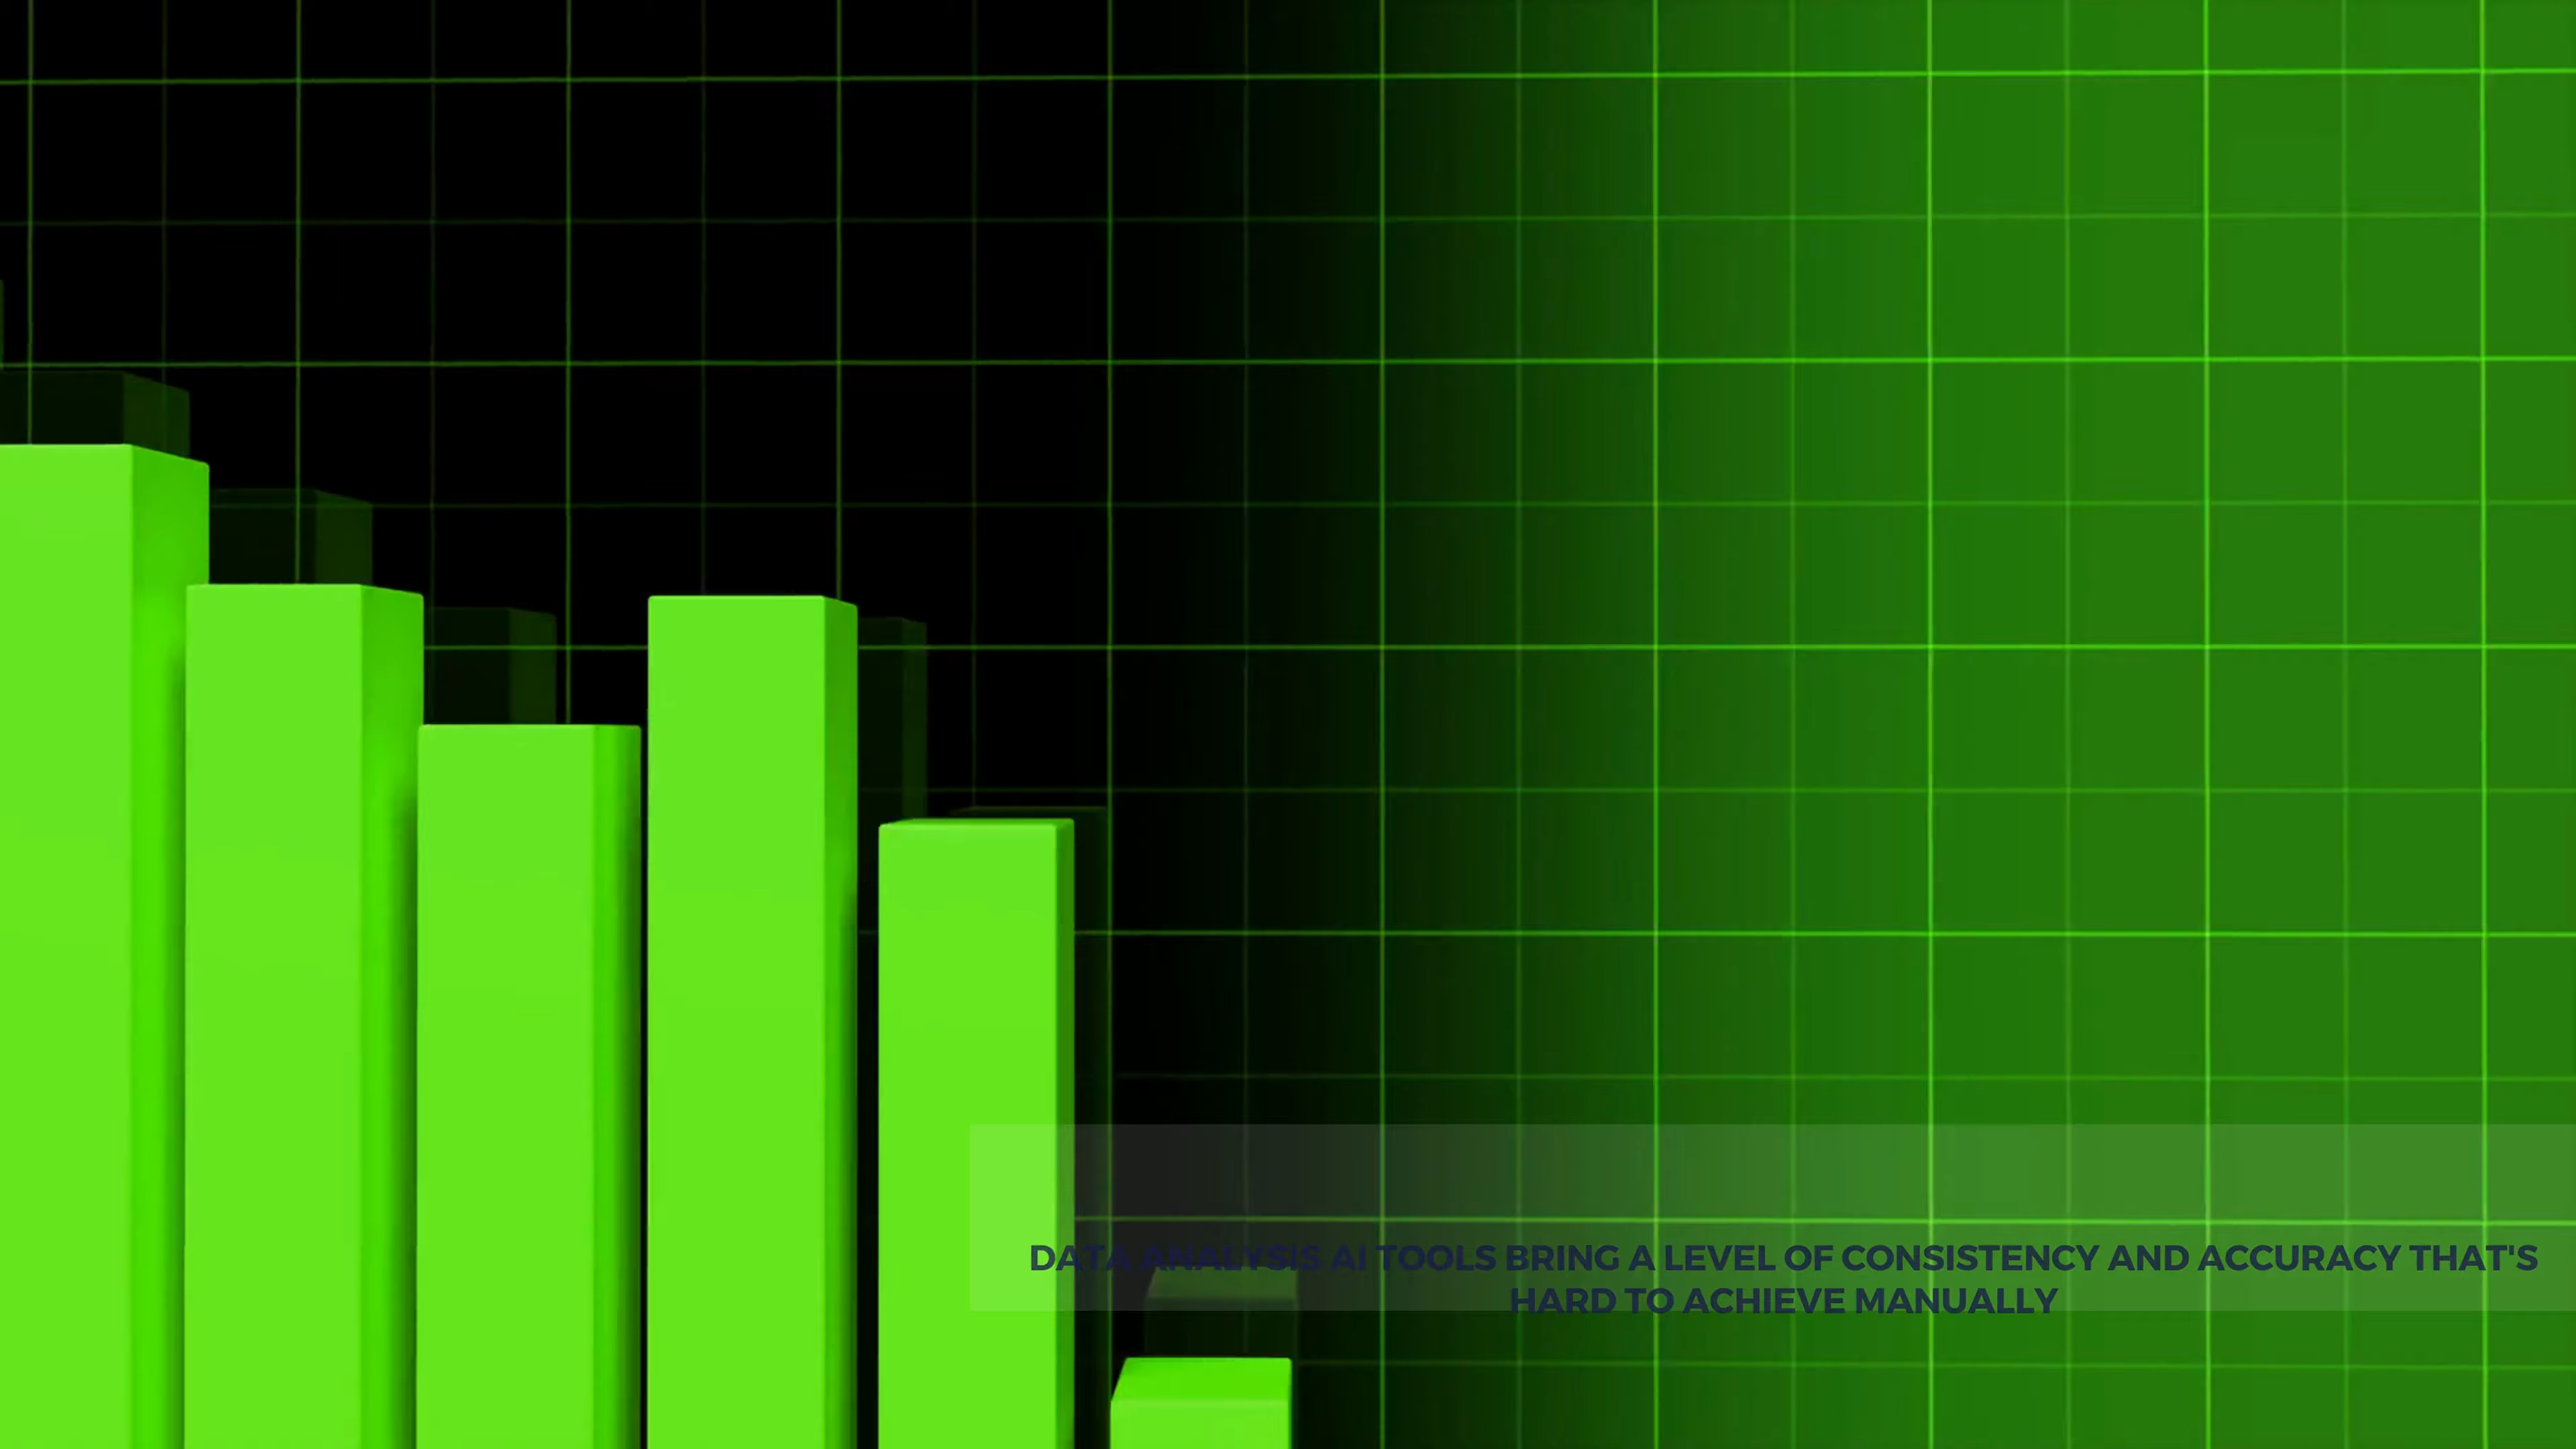 DATA ANALYSIS AI TOOLS BRING A LEVEL OF CONSISTENCY AND ACCURACY THAT'S
HARD TO ACHIEVE MANUALLY